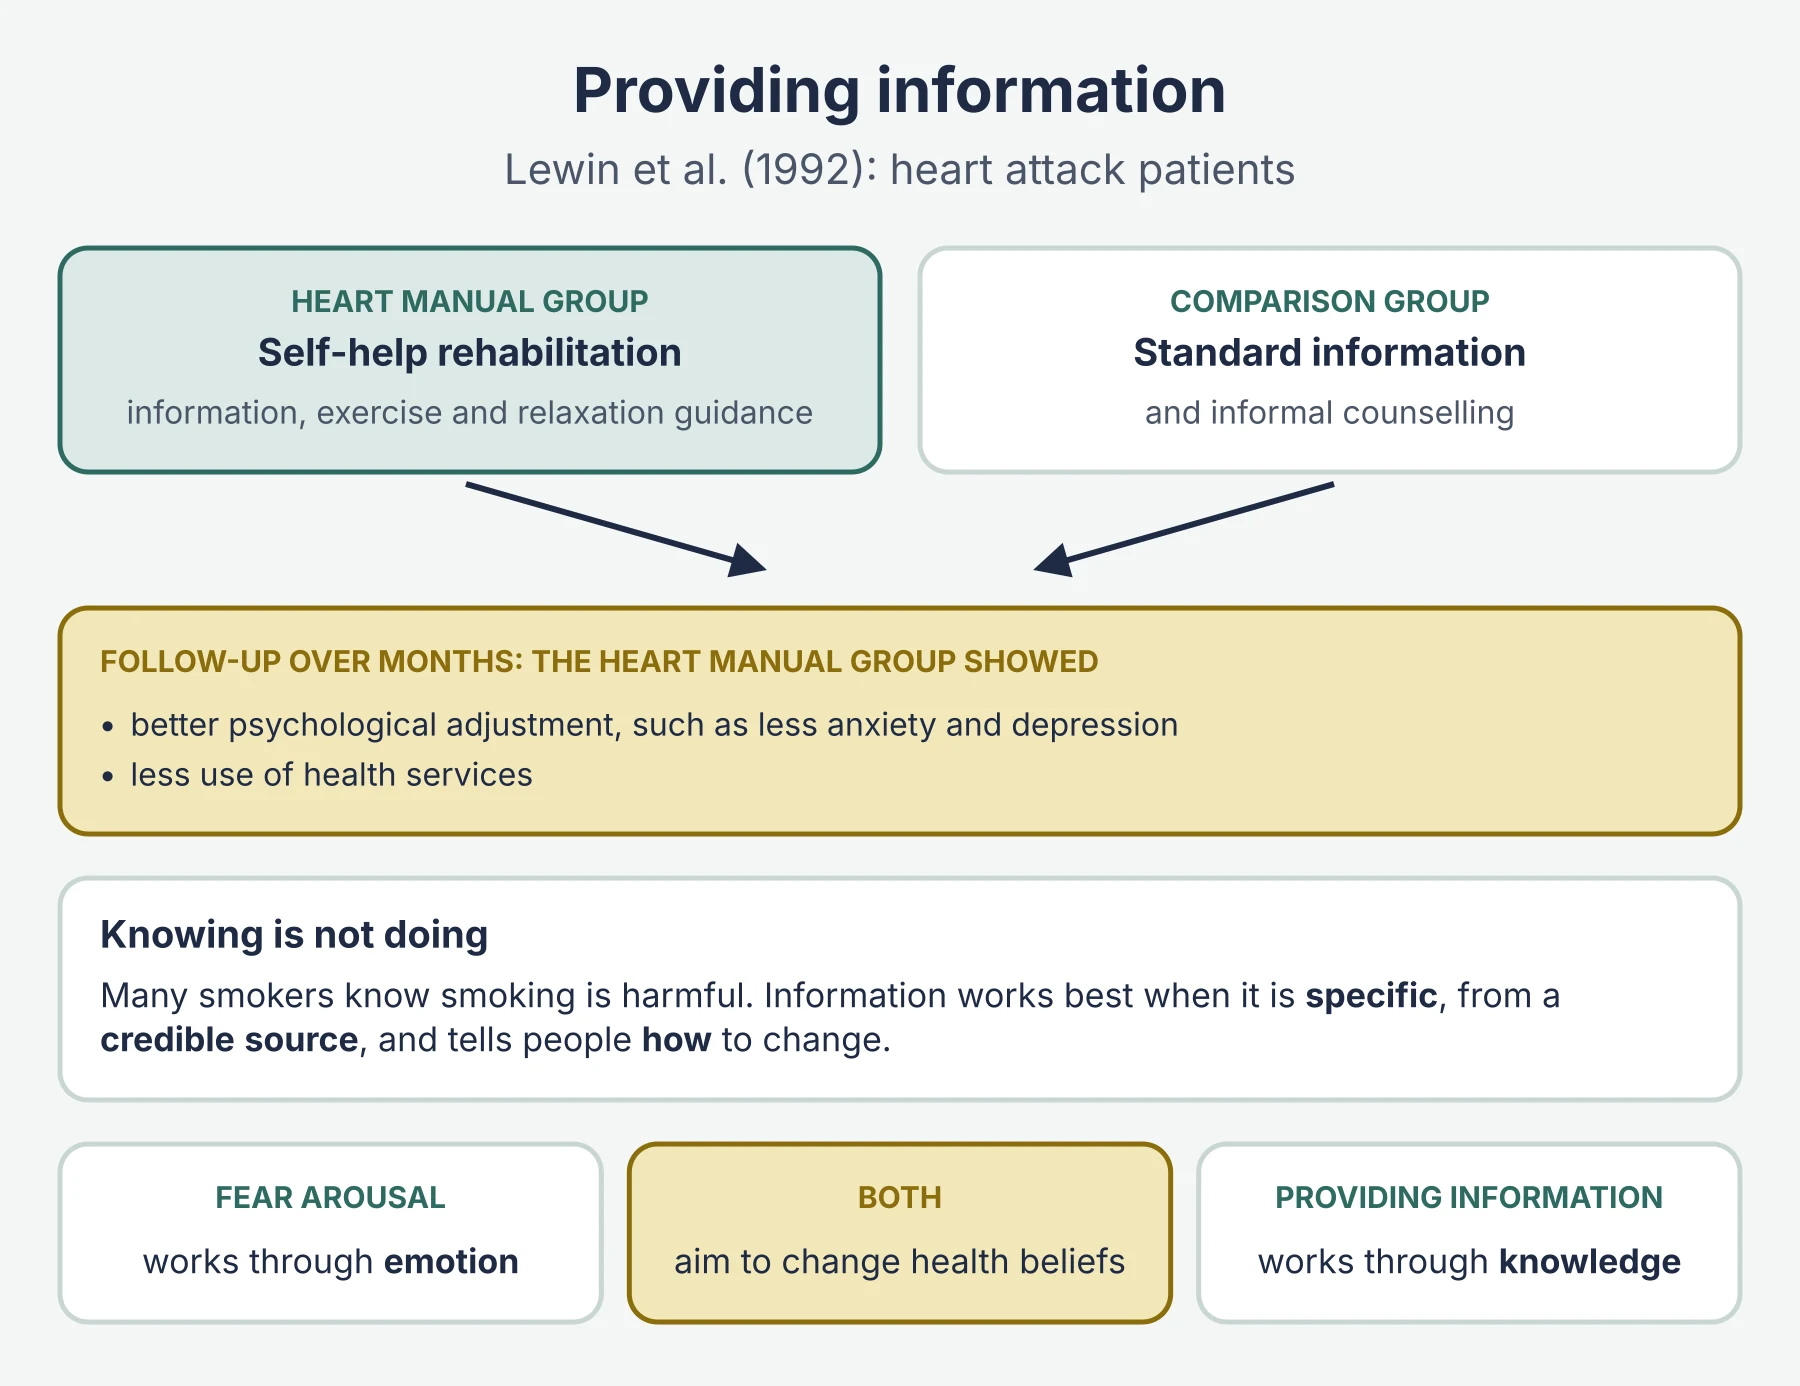 Providing information
Lewin et al. (1992): heart attack patients
HEART MANUAL GROUP
Self-help rehabilitation
information, exercise and relaxation guidance
COMPARISON GROUP
Standard information
and informal counselling
FOLLOW-UP OVER MONTHS: THE HEART MANUAL GROUP SHOWED
• better psychological adjustment, such as less anxiety and depression
• less use of health services
Knowing is not doing
Many smokers know smoking is harmful. Information works best when it is specific, from a
credible source, and tells people how to change.
FEAR AROUSAL
works through emotion
BOTH
aim to change health beliefs
PROVIDING INFORMATION
works through knowledge